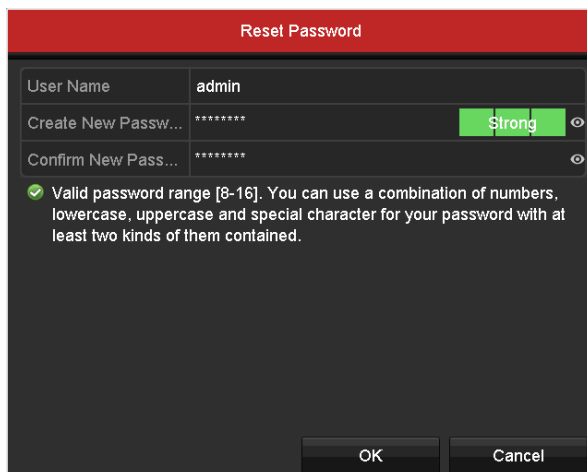 Reset Password
User Name admin
Create New Passw... ******** Strong
Confirm New Pass... ********
Valid password range [8-16]. You can use a combination of numbers,
lowercase, uppercase and special character for your password with at
least two kinds of them contained.
OK Cancel